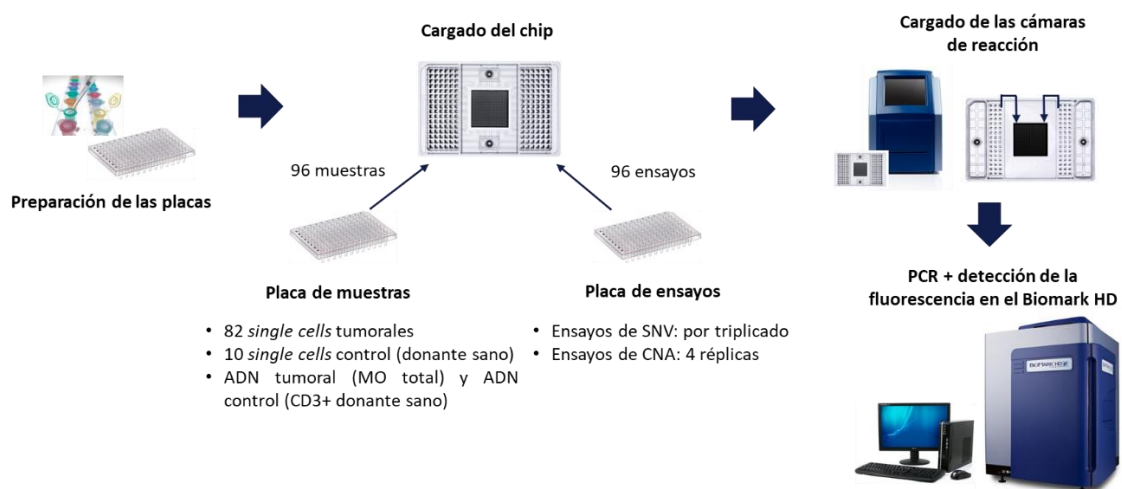 Preparación de las placas
Cargado del chip
96 muestras
96 ensayos
Placa de muestras
• 82 single cells tumorales
• 10 single cells control (donante sano)
• ADN tumoral (MO total) y ADN
control (CD3+ donante sano)
Placa de ensayos
• Ensayos de SNV: por triplicado
• Ensayos de CNA: 4 réplicas
Cargado de las cámaras
de reacción
PCR + detección de la
fluorescencia en el Biomark HD
BIOMARK HD